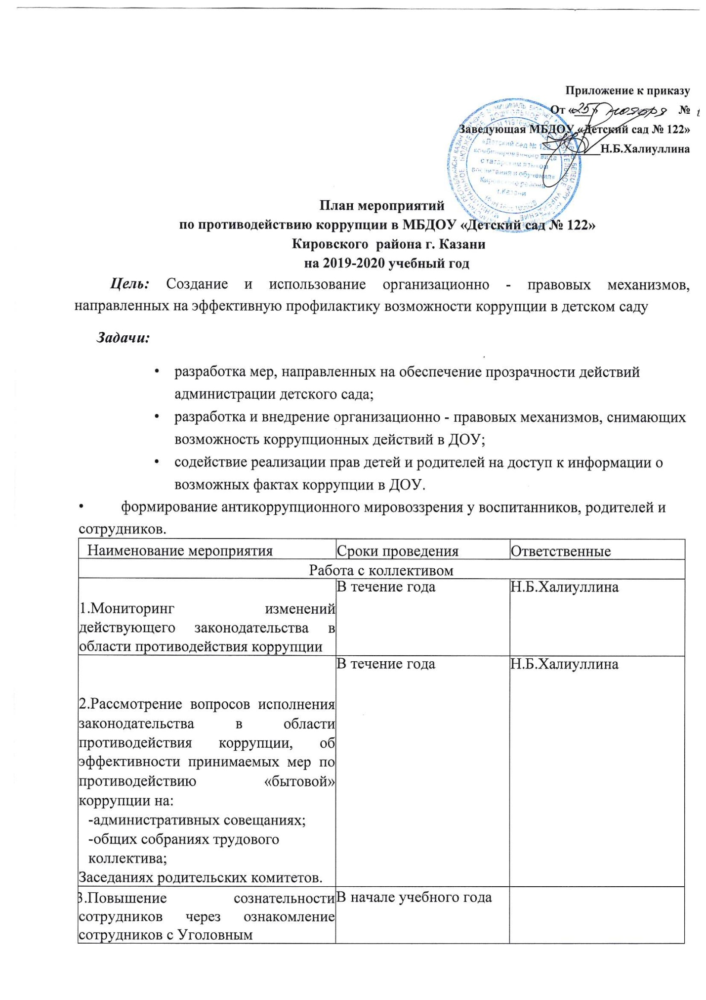 Приложение к приказу
От «25» ноября №
Заведующая МБДОУ «Детский сад № 122»
Н.Б.Халиуллина
«Детский сад № 122
комбинированного вида
с татарским языком
воспитания и обучения»
Кировского района
г.Казани
План мероприятий
по противодействию коррупции в МБДОУ «Детский сад № 122»
Кировского района г. Казани
на 2019-2020 учебный год
Цель: Создание и использование организационно - правовых механизмов,
направленных на эффективную профилактику возможности коррупции в детском саду
Задачи:
• разработка мер, направленных на обеспечение прозрачности действий
администрации детского сада;
• разработка и внедрение организационно - правовых механизмов, снимающих
возможность коррупционных действий в ДОУ;
• содействие реализации прав детей и родителей на доступ к информации о
возможных фактах коррупции в ДОУ.
• формирование антикоррупционного мировоззрения у воспитанников, родителей и
сотрудников.
Наименование мероприятия Сроки проведения Ответственные
Работа с коллективом
В течение года Н.Б.Халиуллина
1.Мониторинг изменений
действующего законодательства в
области противодействия коррупции
В течение года Н.Б.Халиуллина
2.Рассмотрение вопросов исполнения
законодательства в области
противодействия коррупции, об
эффективности принимаемых мер по
противодействию «бытовой»
коррупции на:
-административных совещаниях;
-общих собраниях трудового
коллектива;
Заседаниях родительских комитетов.
3.Повышение сознательности В начале учебного года
сотрудников через ознакомление
сотрудников с Уголовным